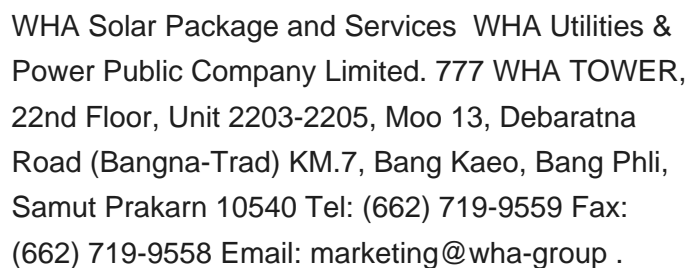 WHA Solar Package and Services  WHA Utilities &
Power Public Company Limited. 777 WHA TOWER,
22nd Floor, Unit 2203-2205, Moo 13, Debaratna
Road (Bangna-Trad) KM.7, Bang Kaeo, Bang Phli,
Samut Prakarn 10540 Tel: (662) 719-9559 Fax:
(662) 719-9558 Email: marketing@wha-group .